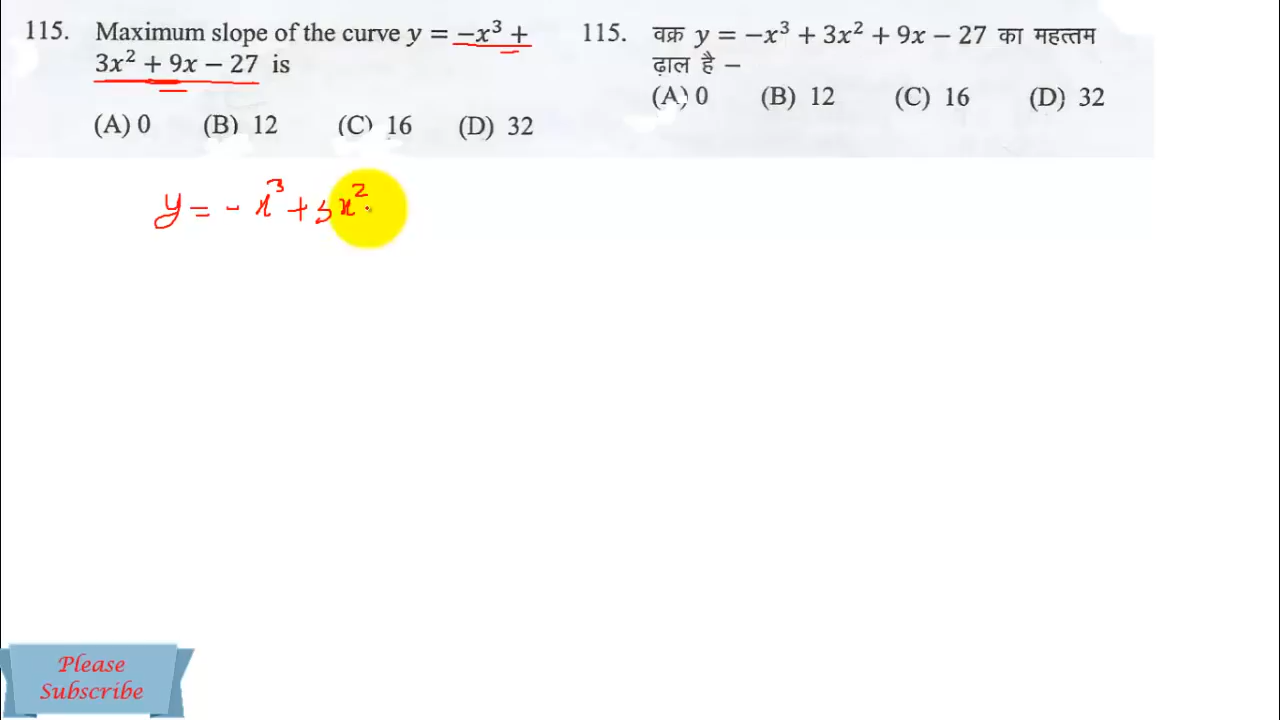 115. Maximum slope of the curve y = −x³ +
3x² + 9x − 27 is
(A) 0 (B) 12 (C) 16 (D) 32
115. वक्र y = −x³ + 3x² + 9x − 27 का महत्तम
ढ़ाल है −
(A) 0 (B) 12 (C) 16 (D) 32
y = - x³ + 3x²
Please
Subscribe